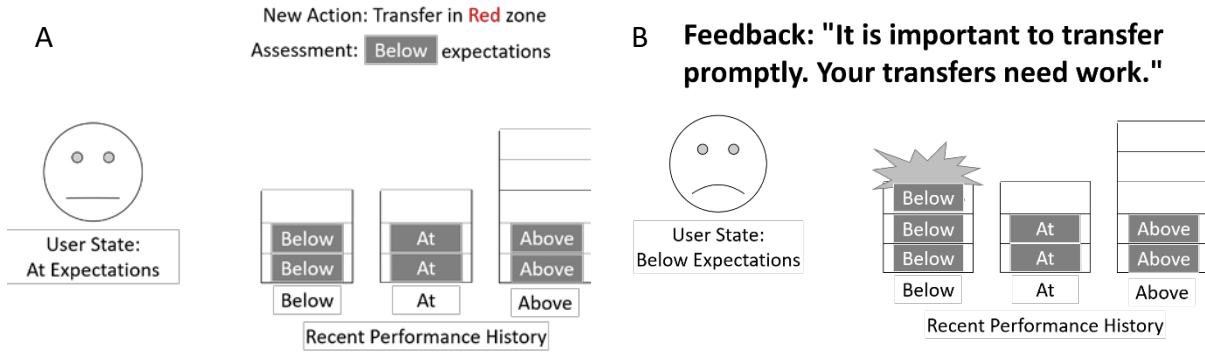 A
New Action: Transfer in Red zone
Assessment: Below expectations
User State:
At Expectations
Below At Above
Below At Above
Below At Above
Recent Performance History
B
Feedback: "It is important to transfer
promptly. Your transfers need work."
User State:
Below Expectations
Below
Below At Above
Below At Above
Below At Above
Recent Performance History